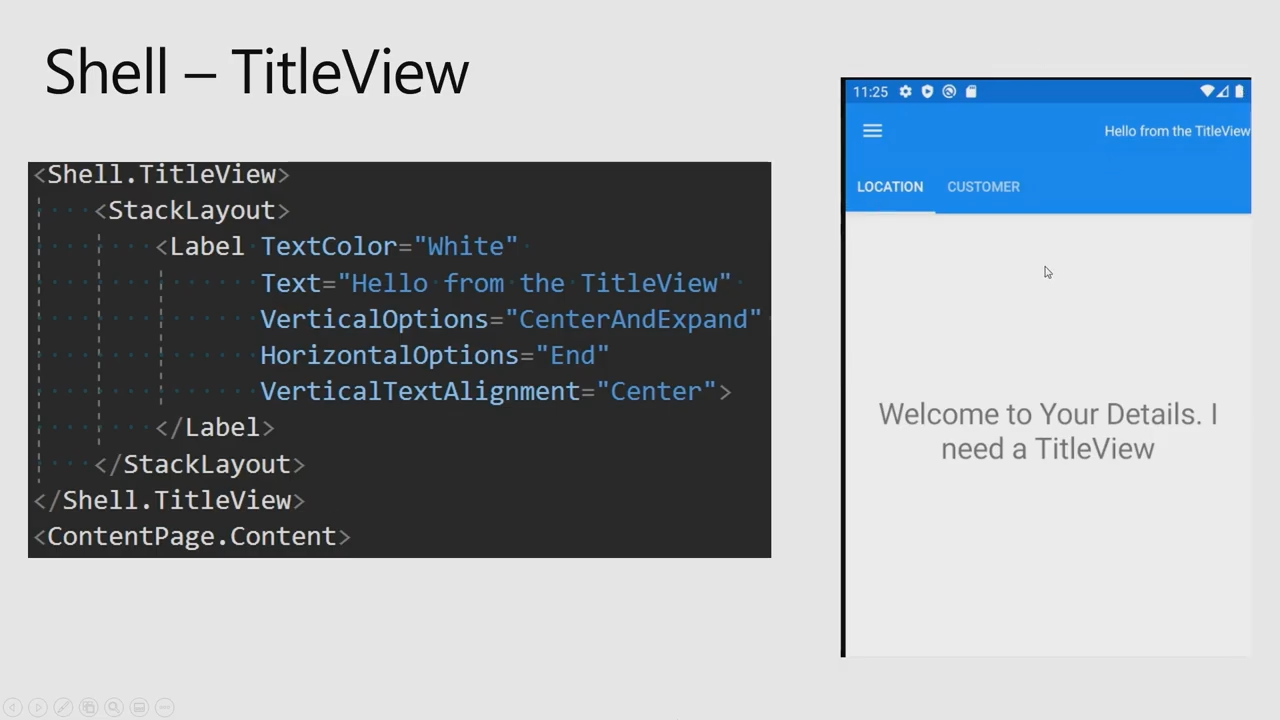 Shell – TitleView
<Shell.TitleView>
<StackLayout>
<Label TextColor="White"
Text="Hello from the TitleView"
VerticalOptions="CenterAndExpand"
HorizontalOptions="End"
VerticalTextAlignment="Center">
</Label>
</StackLayout>
</Shell.TitleView>
<ContentPage.Content>
11:25
Hello from the TitleView
LOCATION CUSTOMER
Welcome to Your Details. I
need a TitleView